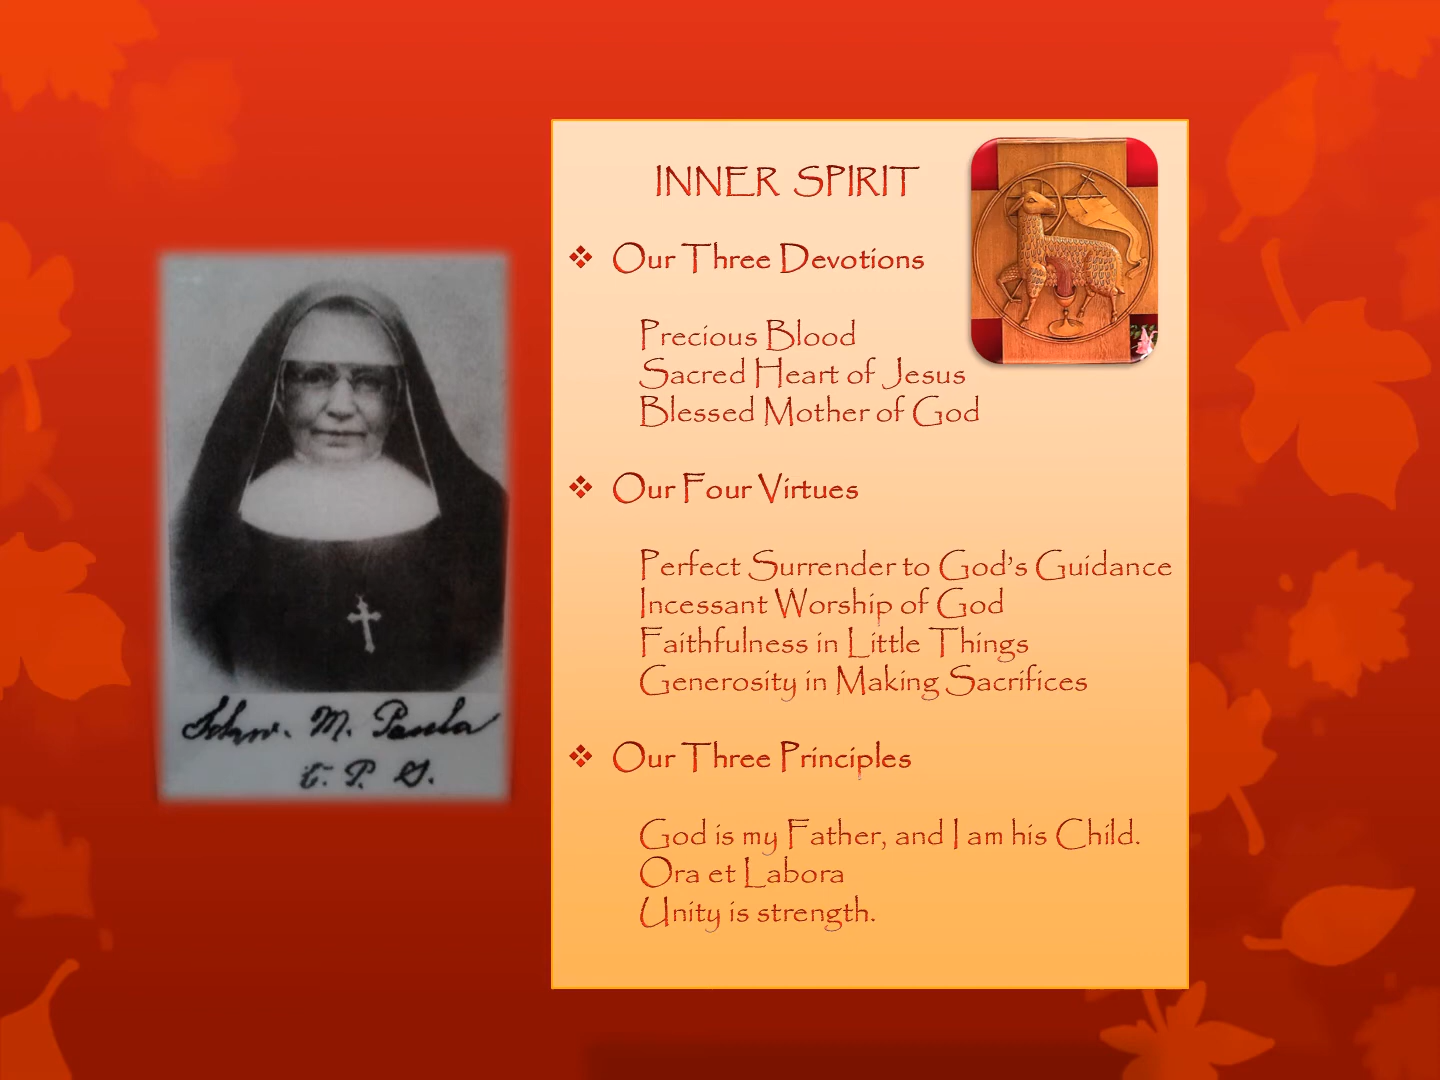 INNER SPIRIT
❖ Our Three Devotions
Precious Blood
Sacred Heart of Jesus
Blessed Mother of God
❖ Our Four Virtues
Perfect Surrender to God's Guidance
Incessant Worship of God
Faithfulness in Little Things
Generosity in Making Sacrifices
❖ Our Three Principles
God is my Father, and I am his Child.
Ora et Labora
Unity is strength.
M. Paula
C. P. S.